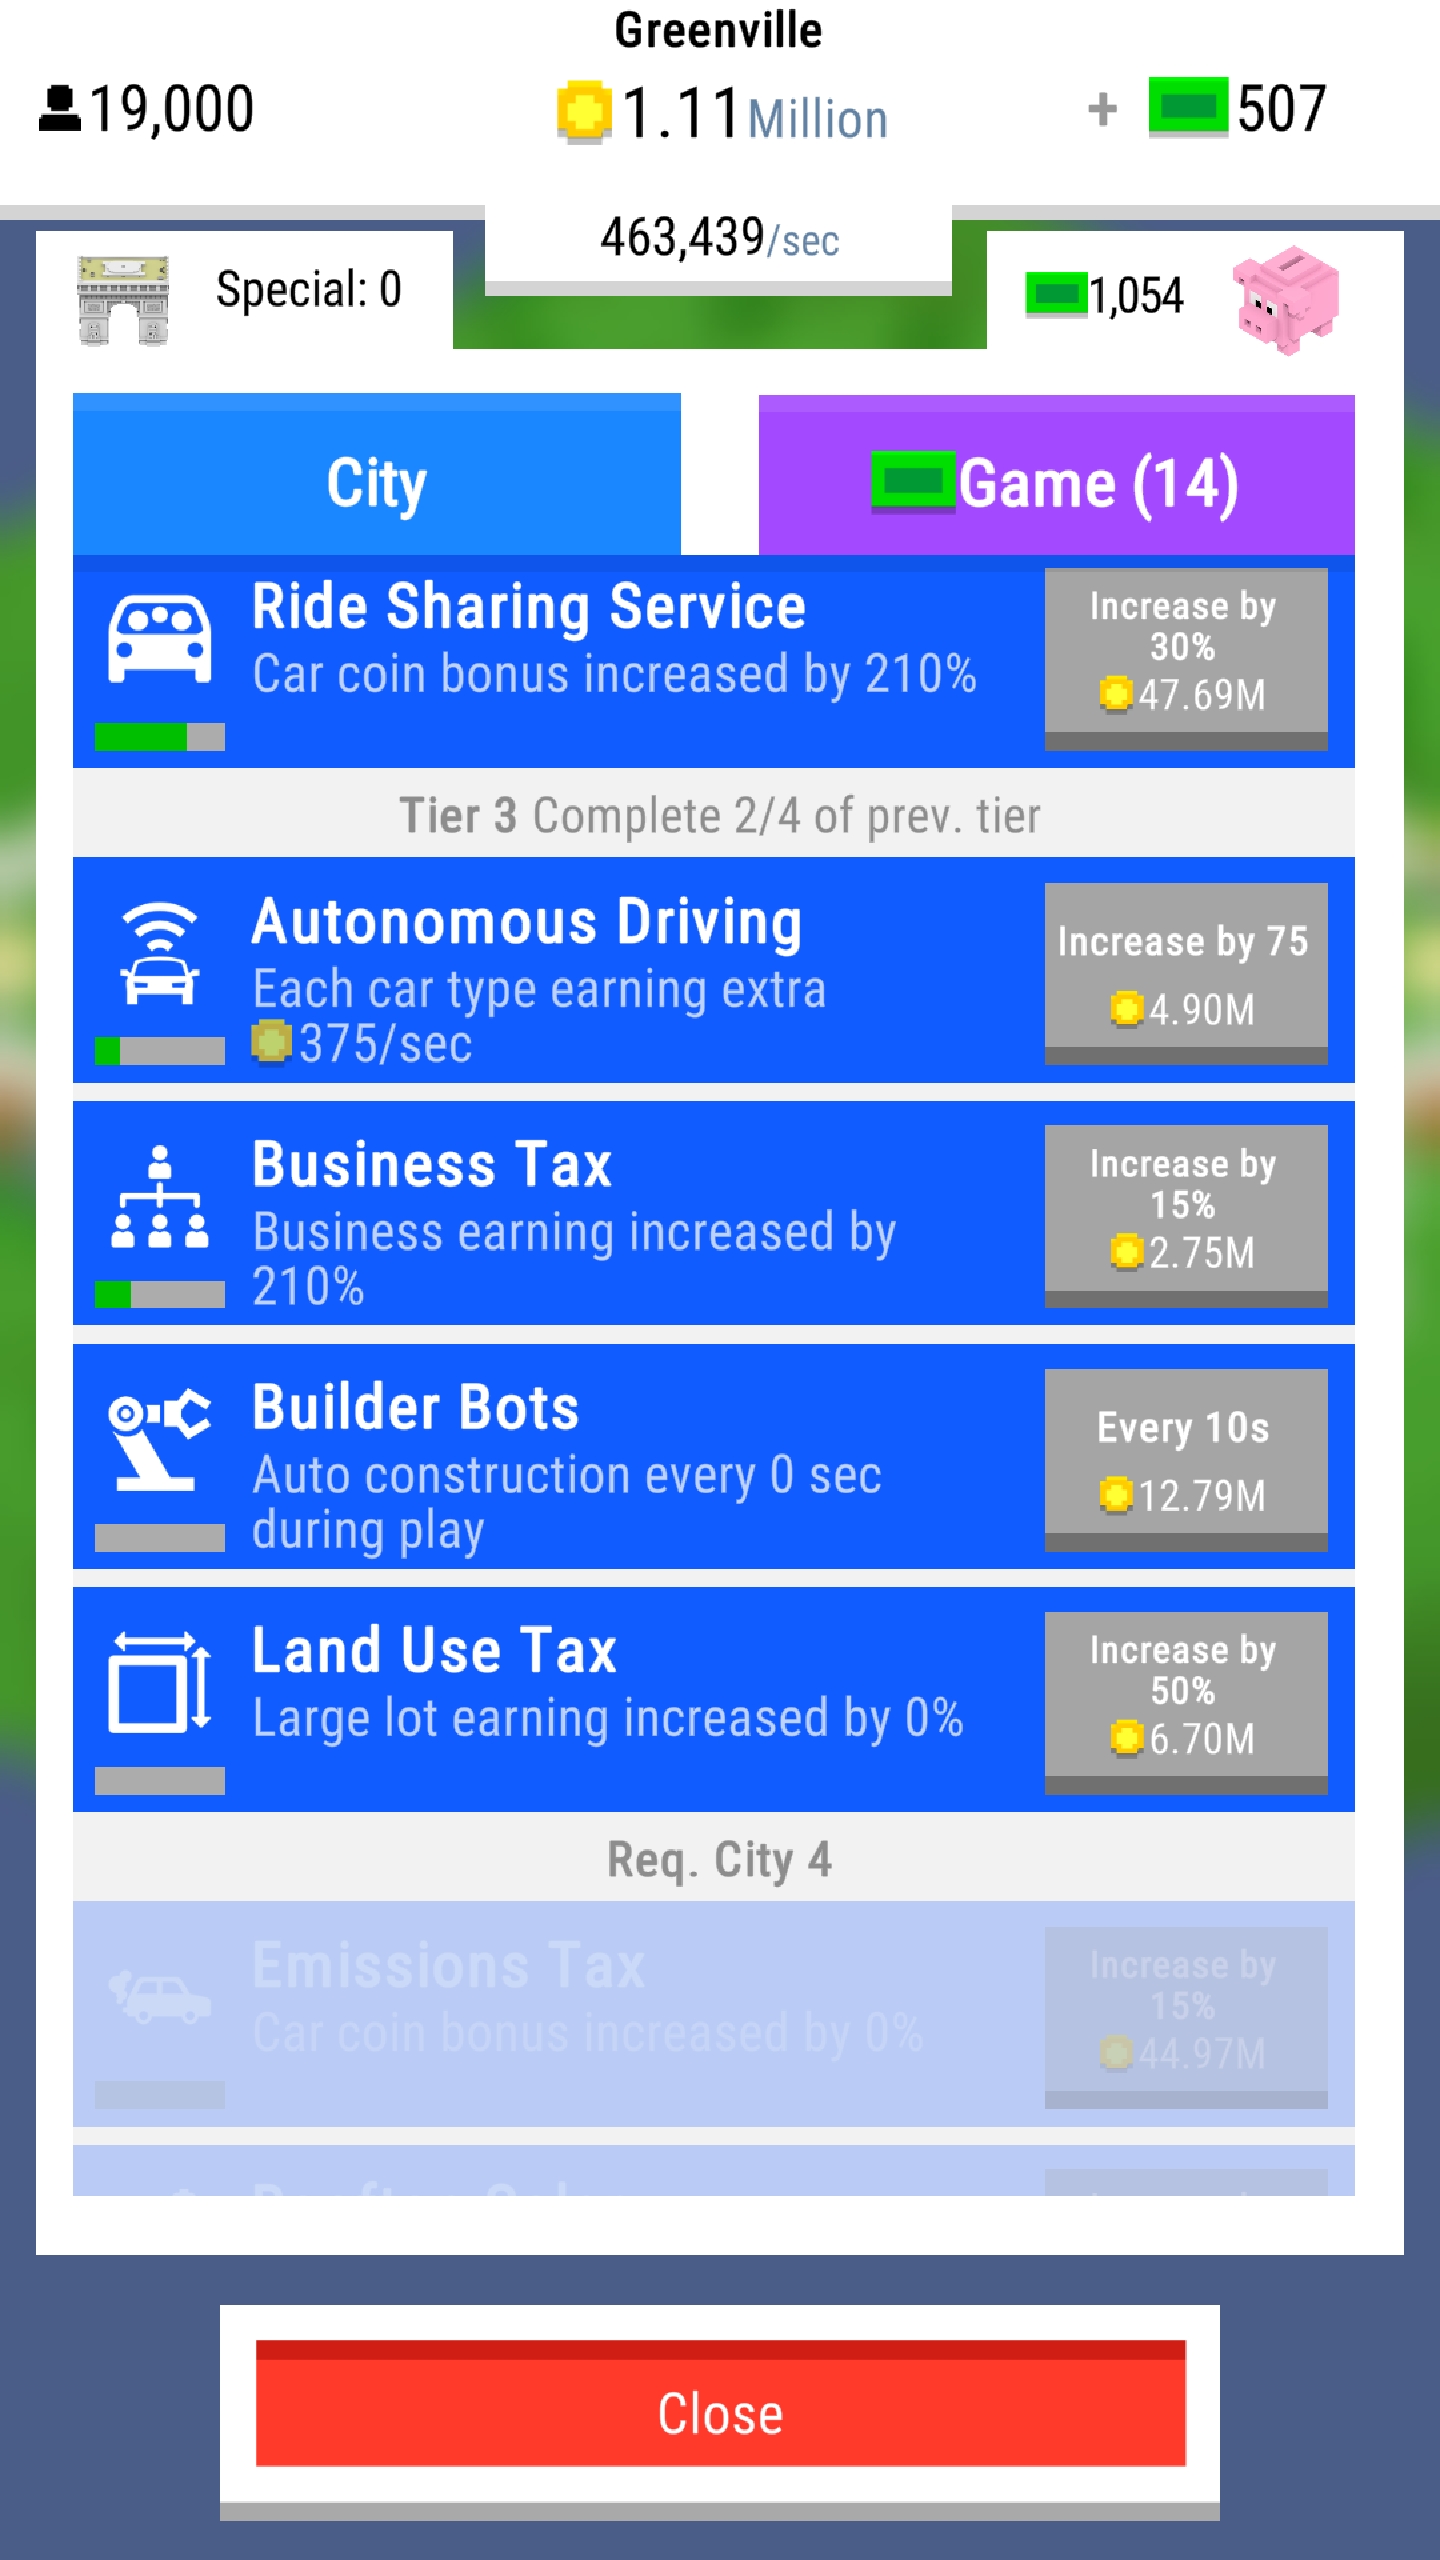 Greenville
19,000
1.11 Million
+ 507
463,439/sec
Special: 0
1,054
City
Game (14)
Ride Sharing Service
Car coin bonus increased by 210%
Increase by
30%
47.69M
Tier 3 Complete 2/4 of prev. tier
Autonomous Driving
Each car type earning extra
375/sec
Increase by 75
4.90M
Business Tax
Business earning increased by
210%
Increase by
15%
2.75M
Builder Bots
Auto construction every 0 sec
during play
Every 10s
12.79M
Land Use Tax
Large lot earning increased by 0%
Increase by
50%
6.70M
Req. City 4
Emissions Tax
Car coin bonus increased by 0%
Increase by
15%
44.97M
Close